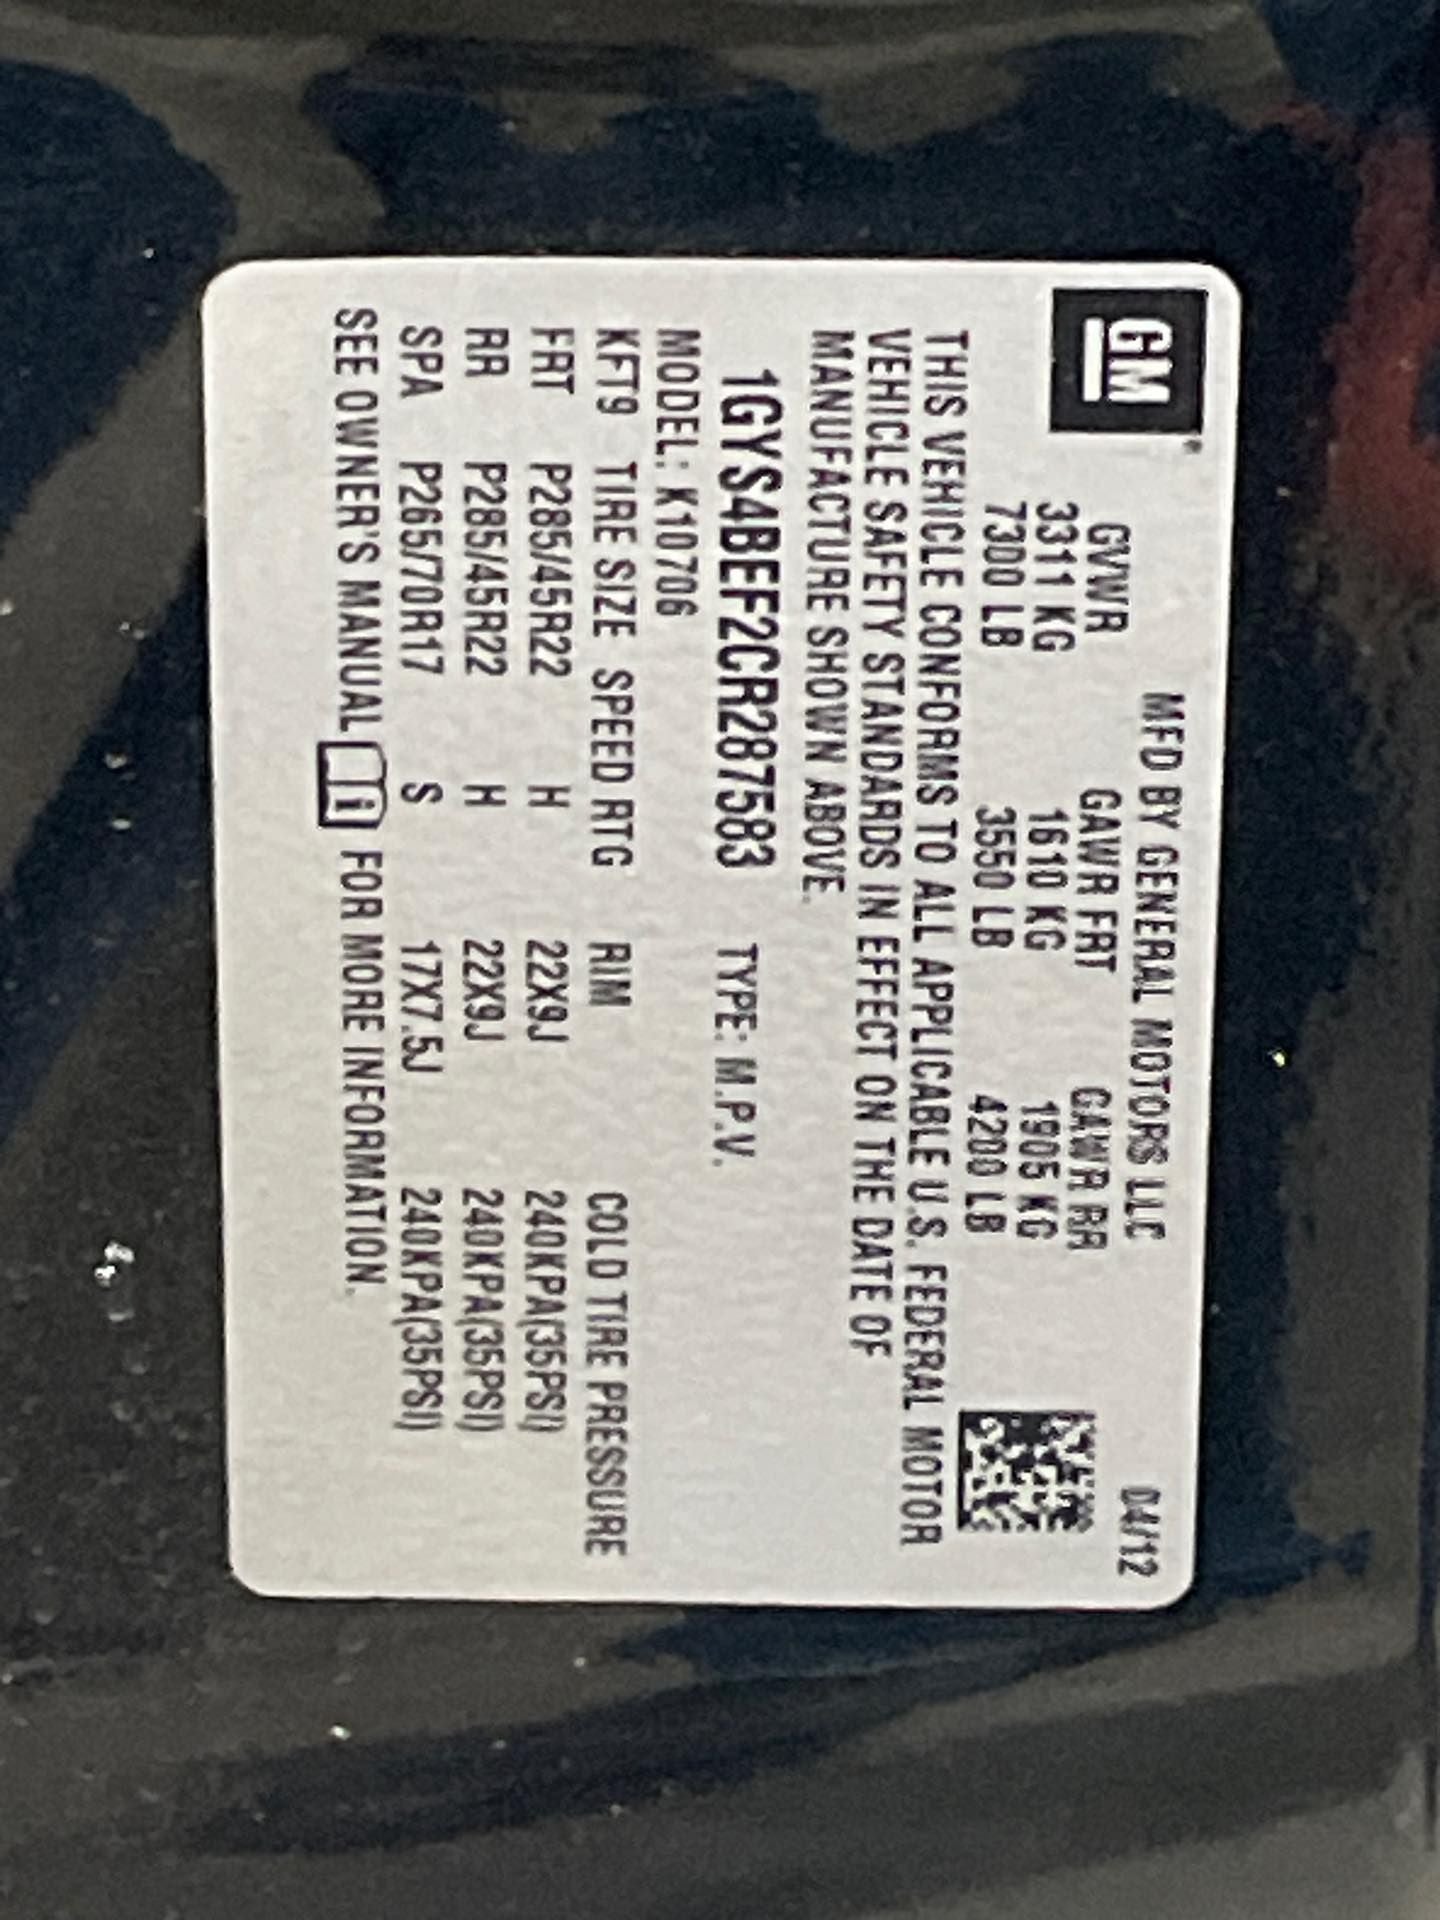 GM
MFD BY GENERAL MOTORS LLC 04/12
GVWR GAWR FRT GAWR RR
3311 KG 1610 KG 1905 KG
7300 LB 3550 LB 4200 LB
THIS VEHICLE CONFORMS TO ALL APPLICABLE U.S. FEDERAL MOTOR
VEHICLE SAFETY STANDARDS IN EFFECT ON THE DATE OF
MANUFACTURE SHOWN ABOVE.
1GYS4BEF2CR287583 TYPE: M.P.V.
MODEL: K10706
KFT9 TIRE SIZE SPEED RTG RIM COLD TIRE PRESSURE
FRT P285/45R22 H 22X9J 240KPA(35PSI)
RR P285/45R22 H 22X9J 240KPA(35PSI)
SPA P265/70R17 S 17X7.5J 240KPA(35PSI)
SEE OWNER'S MANUAL i FOR MORE INFORMATION.